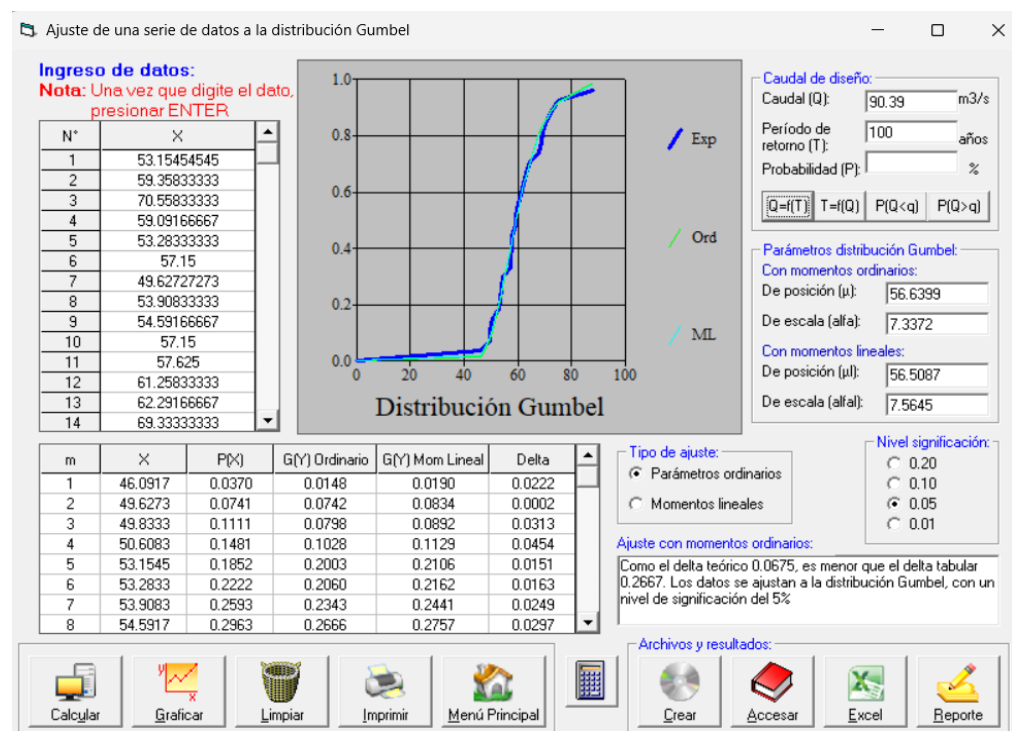 Ajuste de una serie de datos a la distribución Gumbel
Ingreso de datos:
Nota: Una vez que digite el dato,
presionar ENTER
N° X
1 53.15454545
2 59.35833333
3 70.55833333
4 59.09166667
5 53.28333333
6 57.15
7 49.62727273
8 53.90833333
9 54.59166667
10 57.15
11 57.625
12 61.25833333
13 62.29166667
14 69.33333333
1.0
0.8
0.6
0.4
0.2
0.0
0 20 40 60 80 100
Distribución Gumbel
Exp
Ord
ML
Caudal de diseño:
Caudal (Q): 90.39 m3/s
Período de
retorno (T): 100 años
Probabilidad (P): %
Q=f(T) T=f(Q) P(Q<q) P(Q>q)
Parámetros distribución Gumbel:
Con momentos ordinarios:
De posición (µ): 56.6399
De escala (alfa): 7.3372
Con momentos lineales:
De posición (µl): 56.5087
De escala (alfal): 7.5645
m X P(X) G(Y) Ordinario G(Y) Mom Lineal Delta
1 46.0917 0.0370 0.0148 0.0190 0.0222
2 49.6273 0.0741 0.0742 0.0834 0.0002
3 49.8333 0.1111 0.0798 0.0892 0.0313
4 50.6083 0.1481 0.1028 0.1129 0.0454
5 53.1545 0.1852 0.2003 0.2106 0.0151
6 53.2833 0.2222 0.2060 0.2162 0.0163
7 53.9083 0.2593 0.2343 0.2441 0.0249
8 54.5917 0.2963 0.2666 0.2757 0.0297
Tipo de ajuste:
Parámetros ordinarios
Momentos lineales
Nivel significación:
0.20
0.10
0.05
0.01
Ajuste con momentos ordinarios:
Como el delta teórico 0.0675, es menor que el delta tabular
0.2667. Los datos se ajustan a la distribución Gumbel, con un
nivel de significación del 5%
Calcular
y
x
Graficar
Limpiar
Imprimir
Menú Principal
Archivos y resultados:
Crear
Accesar
Excel
Reporte